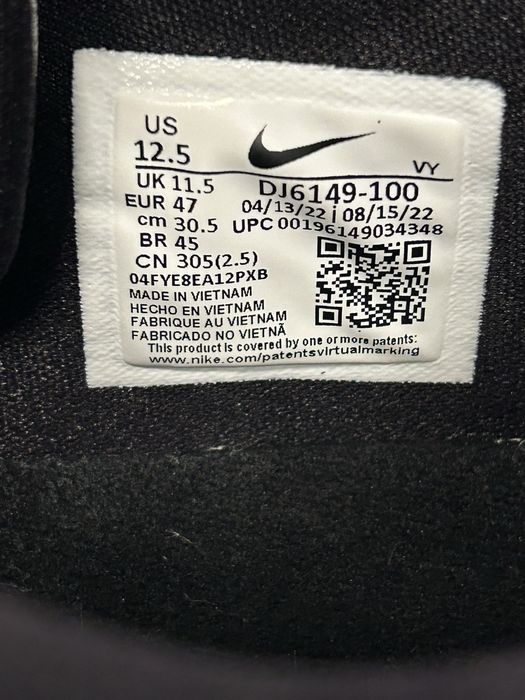 US
12.5
VY
UK 11.5
DJ6149-100
EUR 47
04/13/22 | 08/15/22
cm 30.5
UPC 00196149034348
BR 45
CN 305(2.5)
04FYE8EA12PXB
MADE IN VIETNAM
HECHO EN VIETNAM
FABRIQUE AU VIETNAM
FABRICADO NO VIETNÃ
This product is covered by one or more patents:
www.nike.com/patentsvirtualmarking